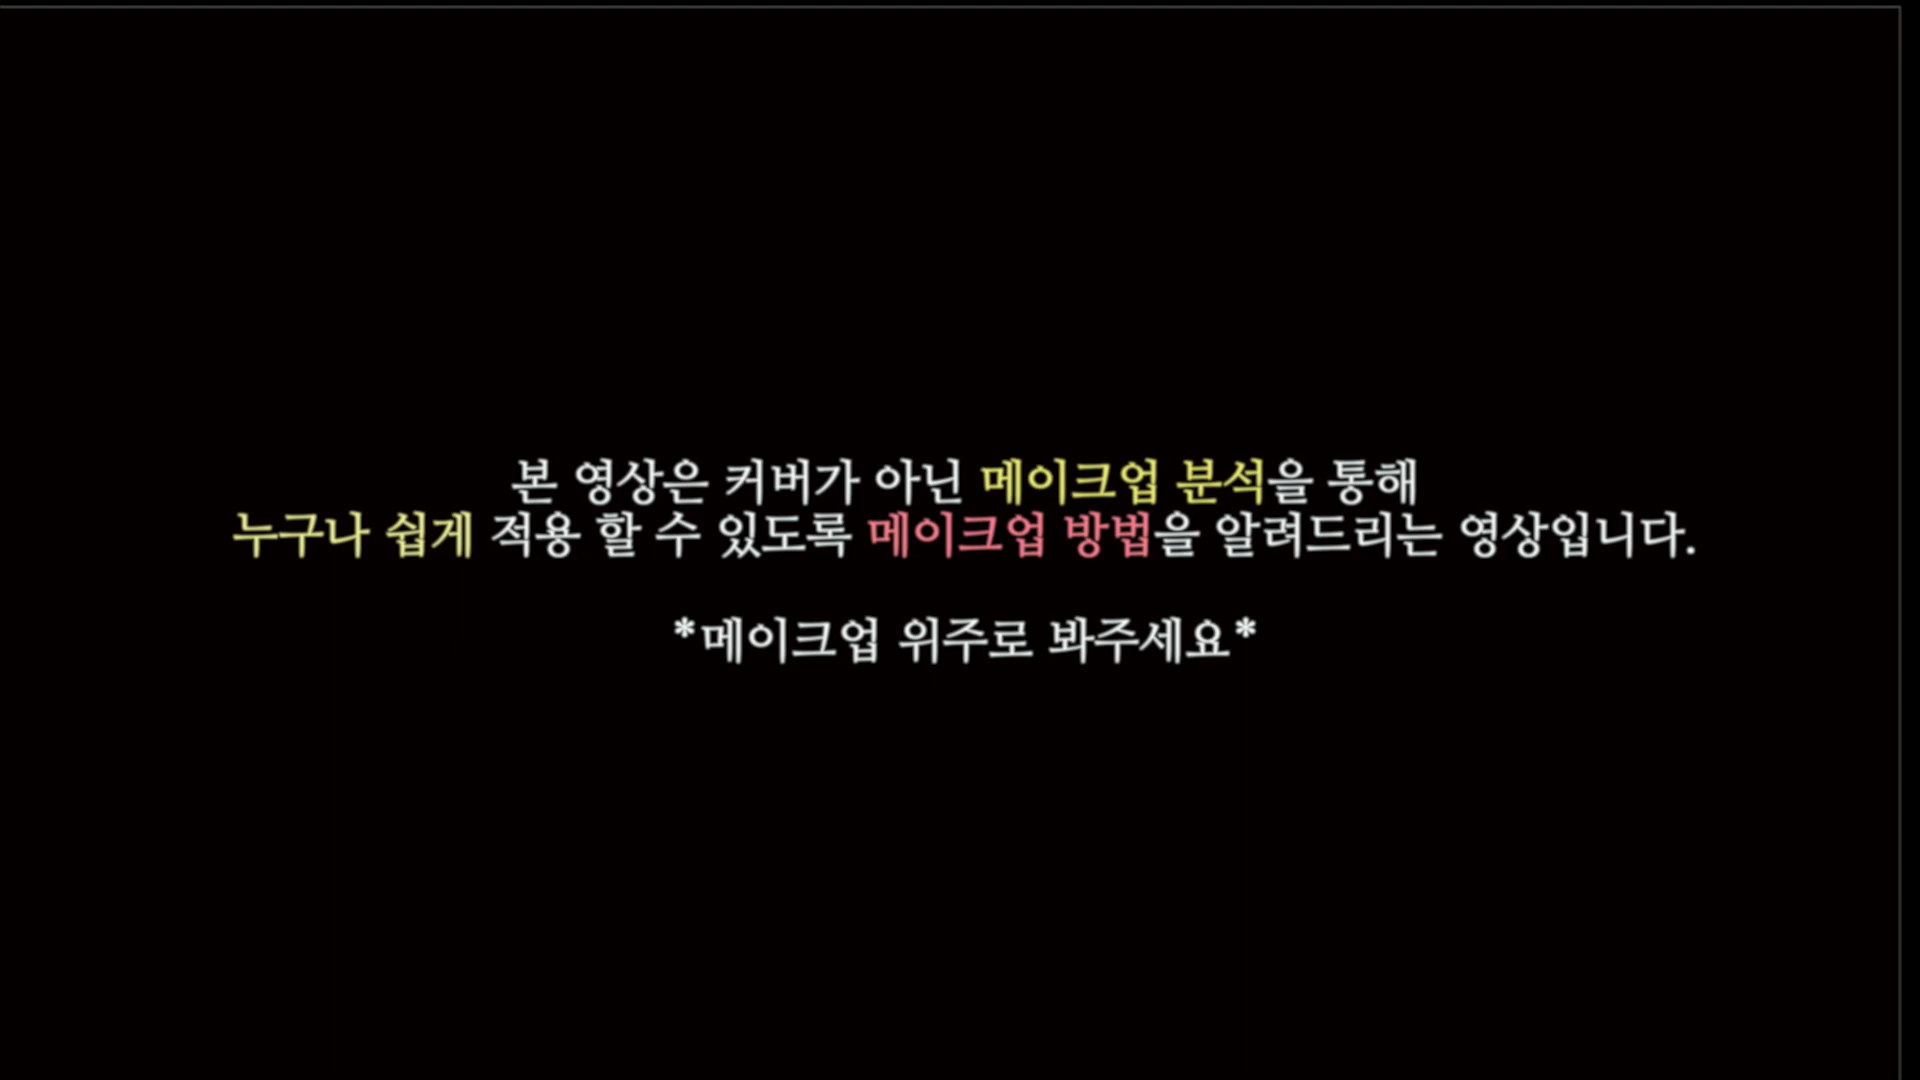 본 영상은 커버가 아닌 메이크업 분석을 통해
누구나 쉽게 적용 할 수 있도록 메이크업 방법을 알려드리는 영상입니다.
*메이크업 위주로 봐주세요*